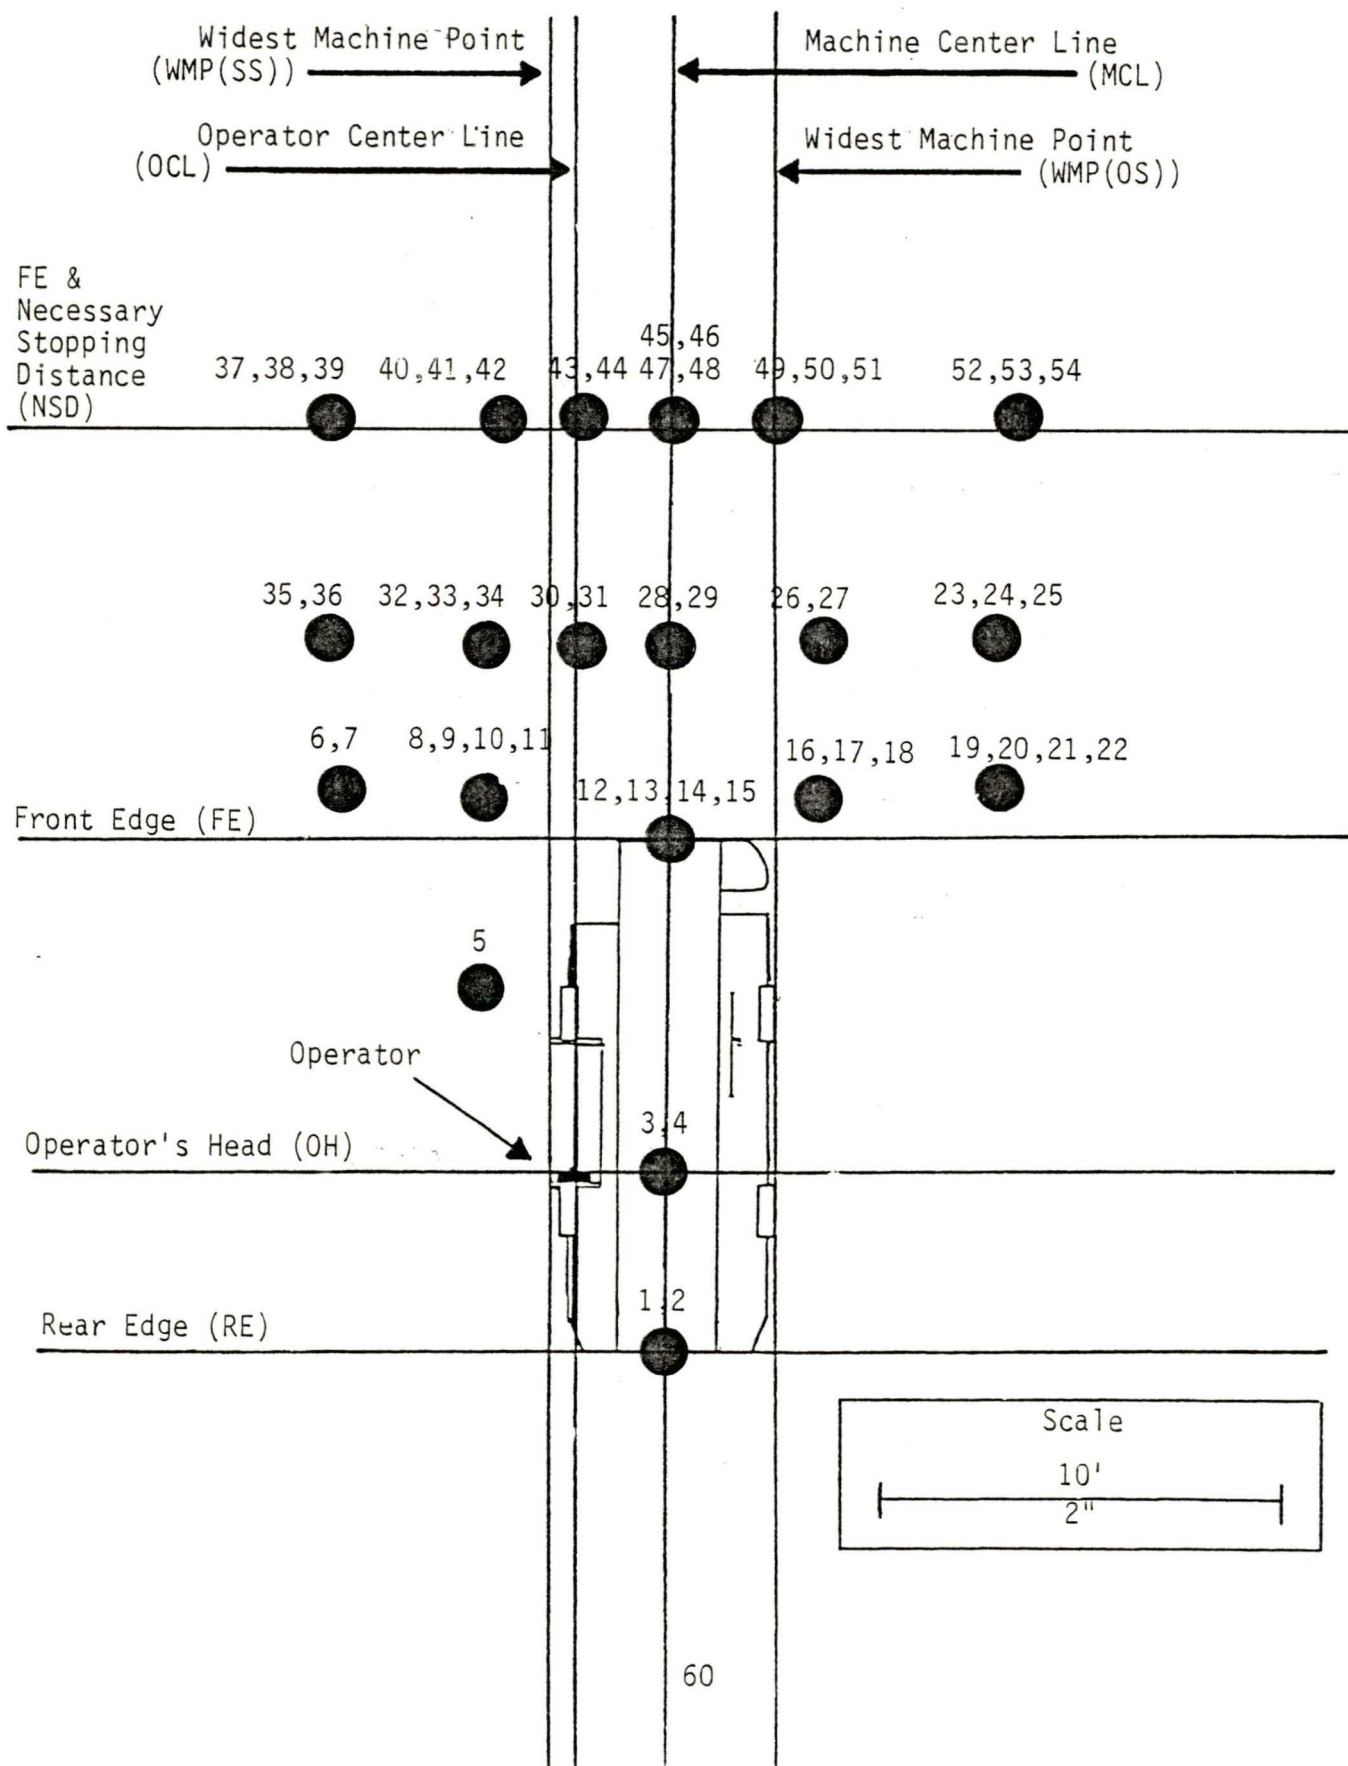 Widest Machine Point
(WMP(SS))
Machine Center Line
(MCL)
Operator Center Line
(OCL)
Widest Machine Point
(WMP(OS))
FE &
Necessary
Stopping
Distance
(NSD)
45,46
37,38,39 40,41,42 43,44 47,48 49,50,51 52,53,54
35,36 32,33,34 30,31 28,29 26,27 23,24,25
6,7 8,9,10,11 16,17,18 19,20,21,22
12,13,14,15
Front Edge (FE)
5
Operator
3,4
Operator's Head (OH)
1,2
Rear Edge (RE)
Scale
10'
2"
60